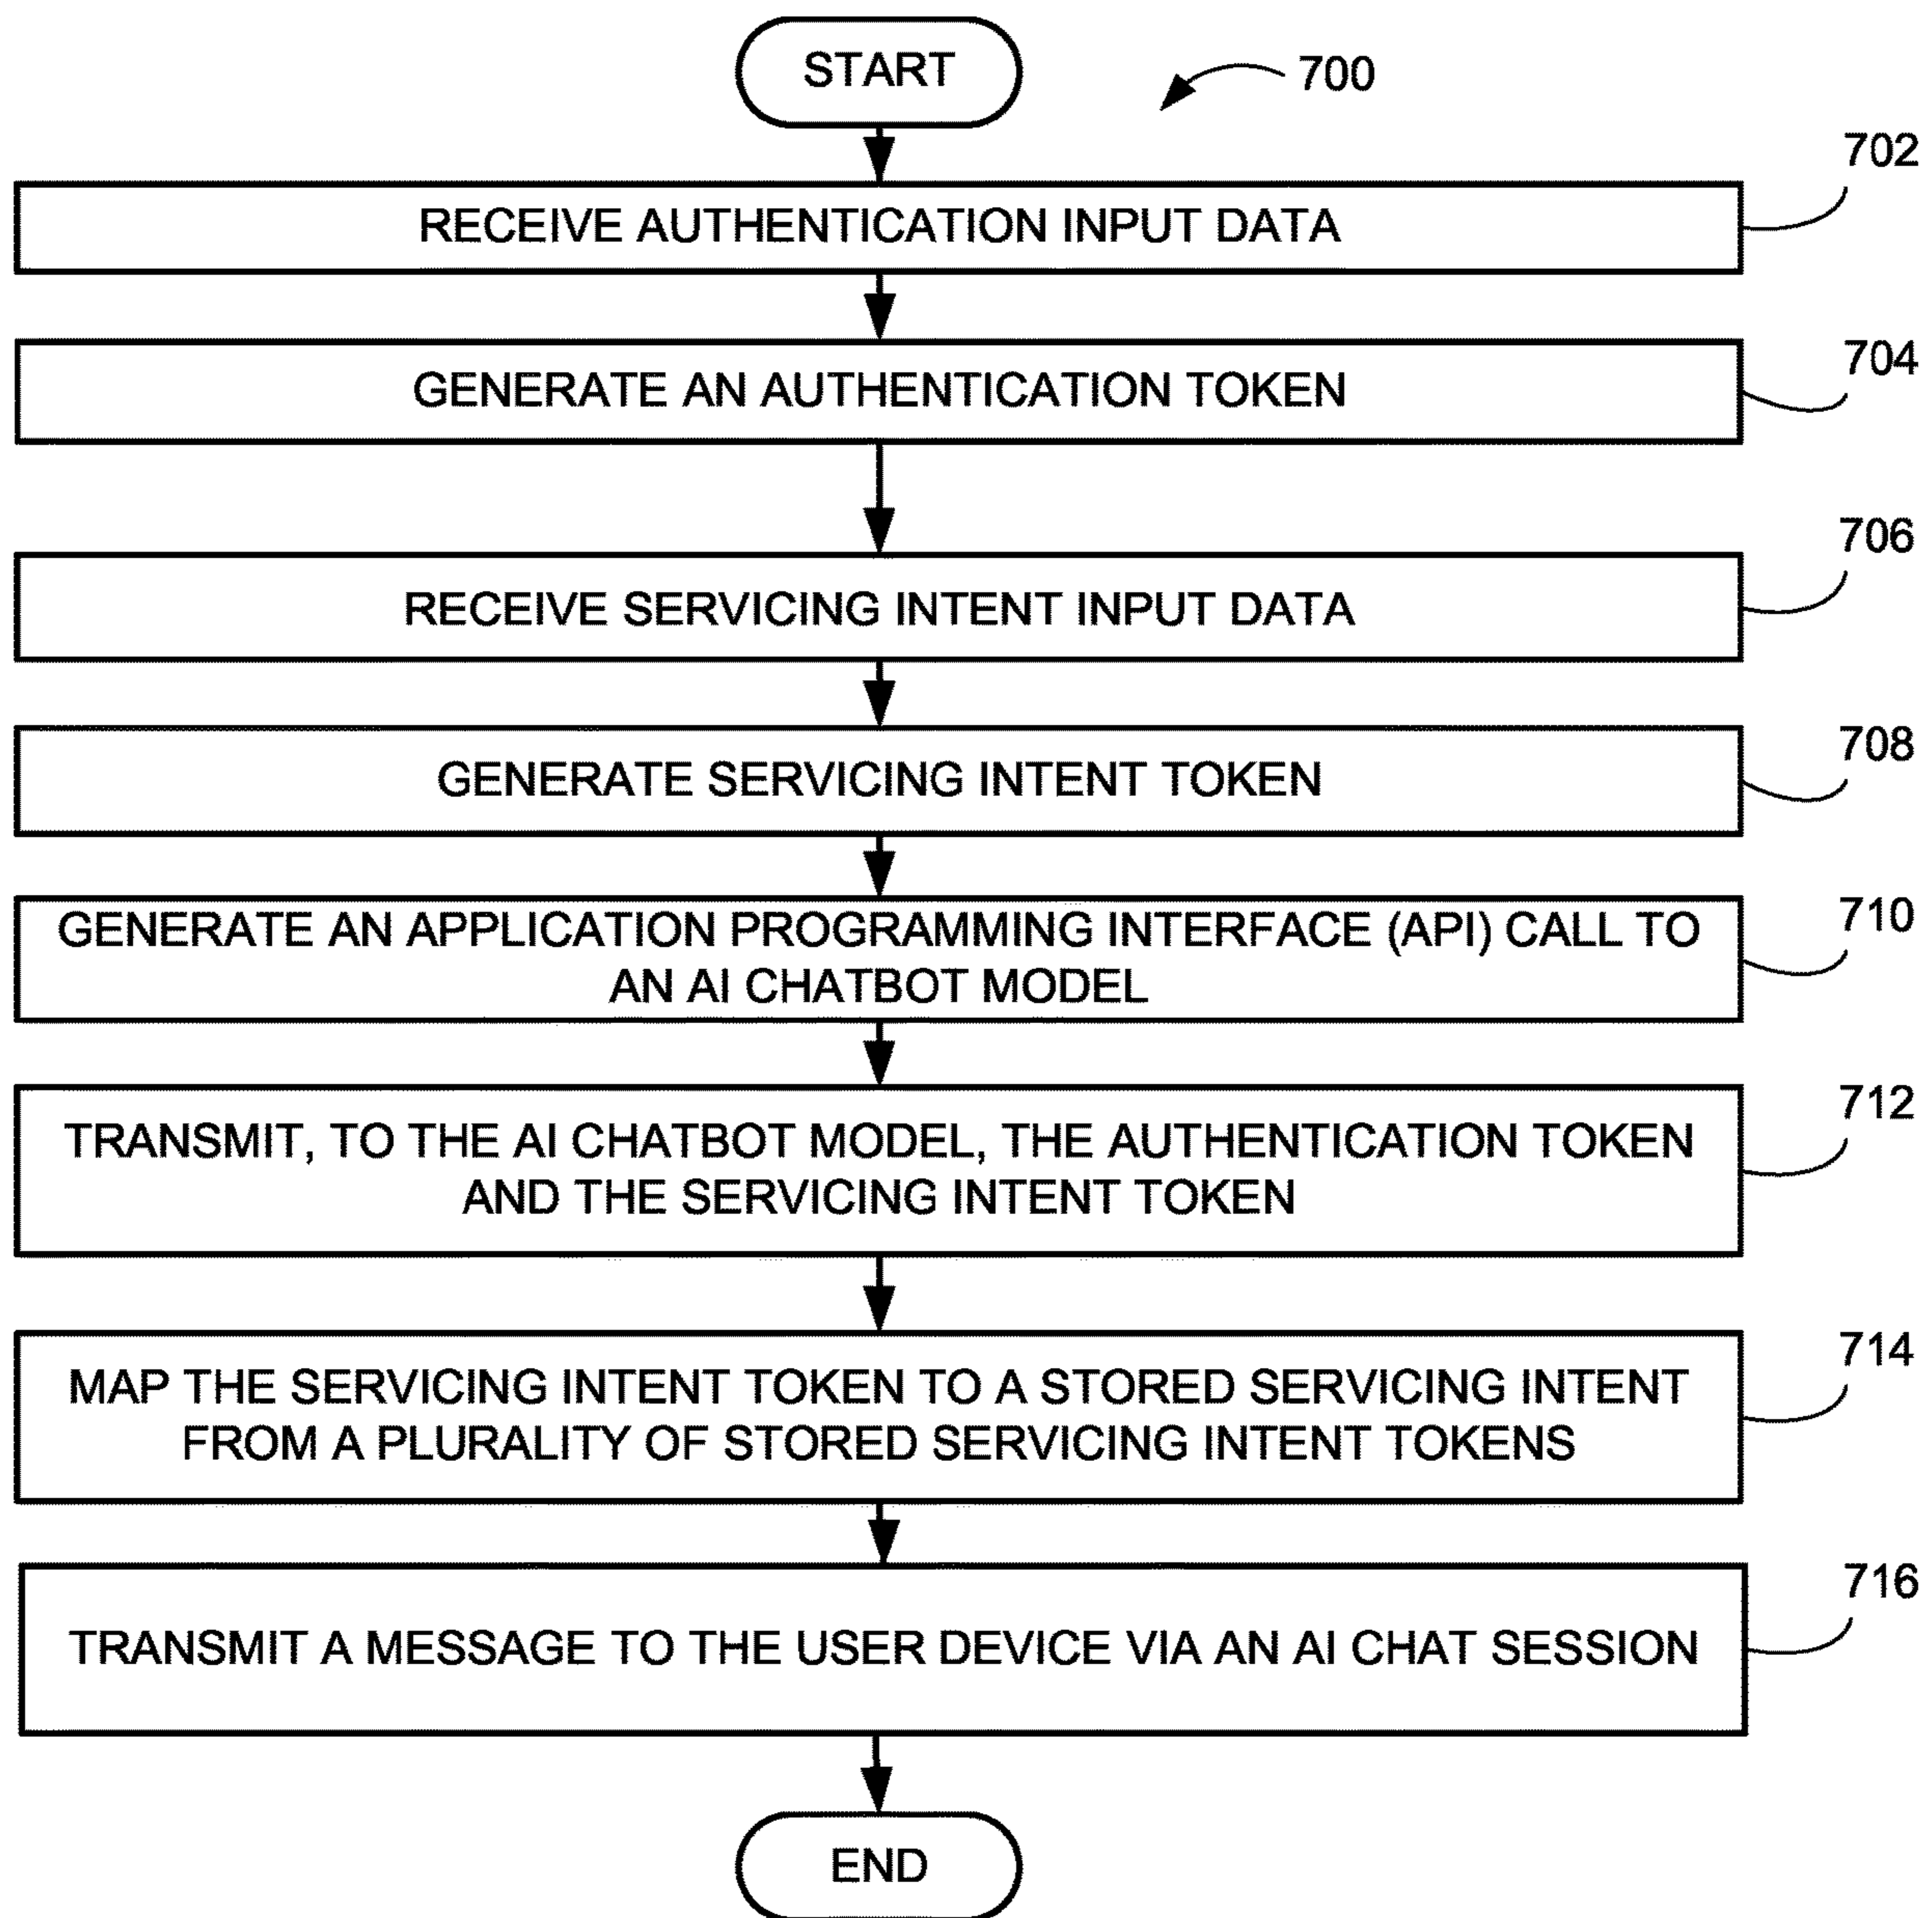 START
700
702
RECEIVE AUTHENTICATION INPUT DATA
704
GENERATE AN AUTHENTICATION TOKEN
706
RECEIVE SERVICING INTENT INPUT DATA
708
GENERATE SERVICING INTENT TOKEN
710
GENERATE AN APPLICATION PROGRAMMING INTERFACE (API) CALL TO
AN AI CHATBOT MODEL
712
TRANSMIT, TO THE AI CHATBOT MODEL, THE AUTHENTICATION TOKEN
AND THE SERVICING INTENT TOKEN
714
MAP THE SERVICING INTENT TOKEN TO A STORED SERVICING INTENT
FROM A PLURALITY OF STORED SERVICING INTENT TOKENS
716
TRANSMIT A MESSAGE TO THE USER DEVICE VIA AN AI CHAT SESSION
END